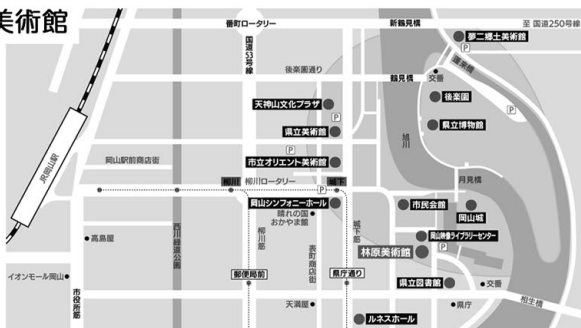 美術館
番町ロータリー
新鶴見橋
至 国道250号線
夢二郷土美術館
P
蓬莱橋
国道53号線
後楽園通り
鶴見橋
交番
後楽園
P
天神山文化プラザ
P
県立美術館
県立博物館
旭川
P
市立オリエント美術館
JR岡山駅
岡山駅前商店街
月見橋
柳川
柳川ロータリー
城下
P
岡山シンフォニーホール
市民会館
岡山城
晴れの国
おかやま館
岡山映像ライブラリーセンター
P
高島屋
西川緑道公園
柳川筋
表町商店街
城下筋
林原美術館
イオンモール岡山
郵便局前
県庁通り
県立図書館
交番
相生橋
市役所筋
天満屋
県庁
ルネスホール